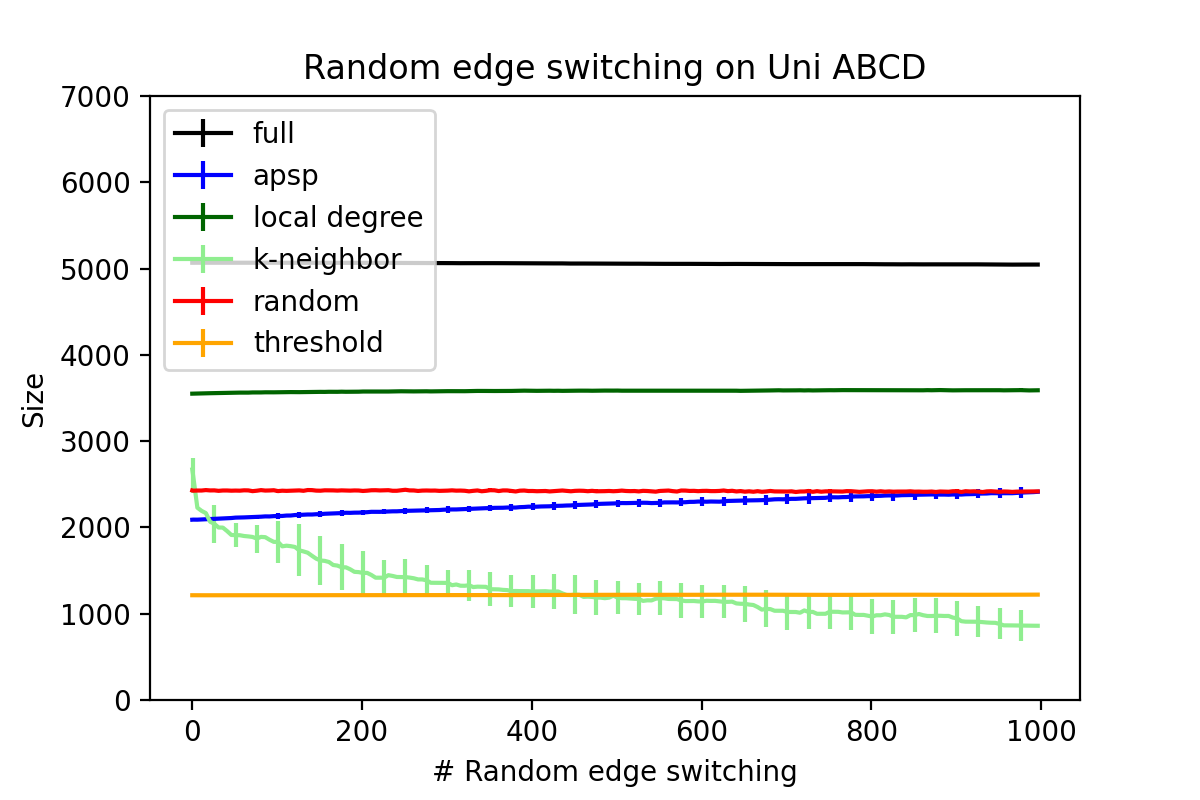 Random edge switching on Uni ABCD
7000
6000
5000
4000
3000
2000
1000
0
Size
full
apsp
local degree
k-neighbor
random
threshold
0 200 400 600 800 1000
# Random edge switching